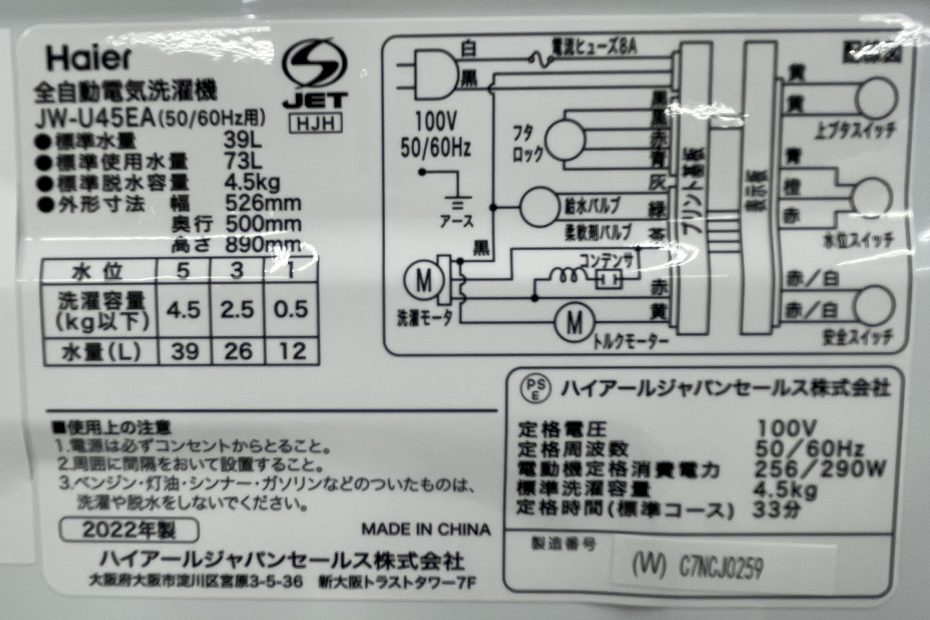 Haier
JET
HJH
全自動電気洗濯機
JW-U45EA(50/60Hz用)
●標準水量 39L
●標準使用水量 73L
●標準脱水容量 4.5kg
●外形寸法 幅 526mm
奥行 500mm
高さ 890mm
水位 5 3 1
洗濯容量(kg以下) 4.5 2.5 0.5
水量(L) 39 26 12
配線図
白
電流ヒューズ8A
黒
100V
50/60Hz
アース
フタ
ロック
黒
黒
赤
青
灰
給水バルブ
緑
柔軟剤バルブ
茶
黒
コンデンサ
M
洗濯モータ
赤
黄
M
トルクモーター
プリント基板
表示板
黄
黄
上ブタスイッチ
青
橙
赤
水位スイッチ
赤/白
赤/白
安全スイッチ
■使用上の注意
1.電源は必ずコンセントからとること。
2.周囲に間隔をおいて設置すること。
3.ベンジン・灯油・シンナー・ガソリンなどのついたものは、
洗濯や脱水をしないでください。
2022年製
MADE IN CHINA
ハイアールジャパンセールス株式会社
大阪府大阪市淀川区宮原3-5-36 新大阪トラストタワー7F
PS
E
ハイアールジャパンセールス株式会社
定格電圧 100V
定格周波数 50/60Hz
電動機定格消費電力 256/290W
標準洗濯容量 4.5kg
定格時間(標準コース) 33分
製造番号
(W) C7NCJ0259